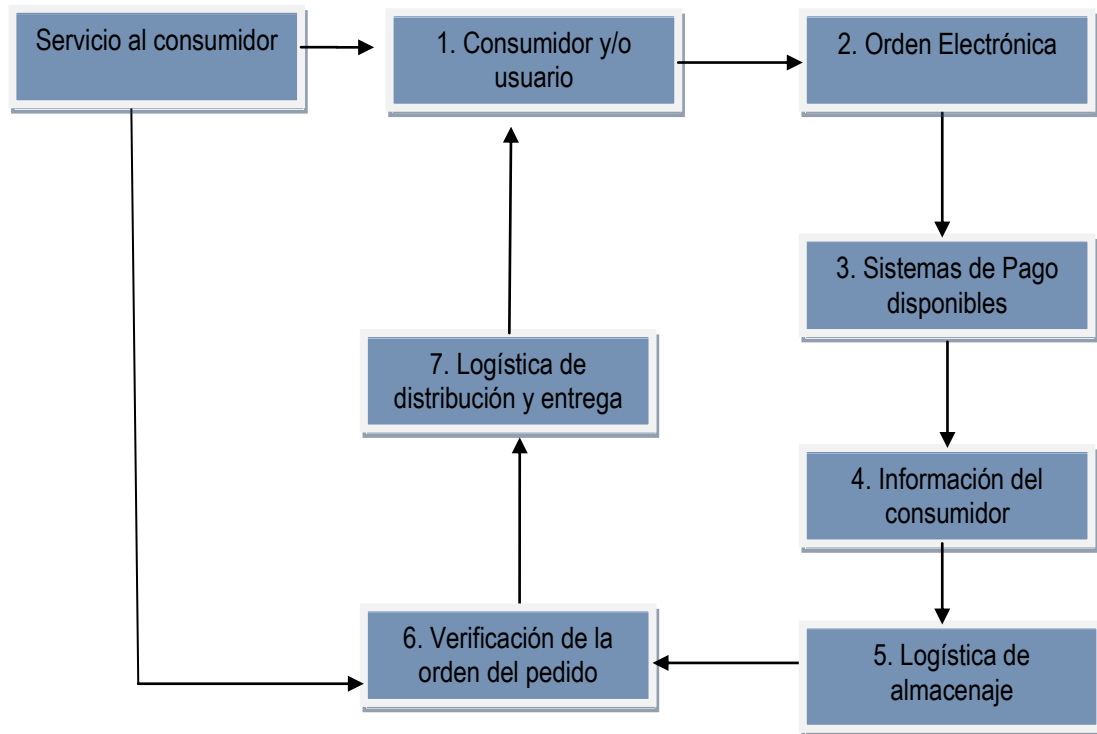 Servicio al consumidor
1. Consumidor y/o
usuario
2. Orden Electrónica
3. Sistemas de Pago
disponibles
7. Logística de
distribución y entrega
4. Información del
consumidor
6. Verificación de la
orden del pedido
5. Logística de
almacenaje